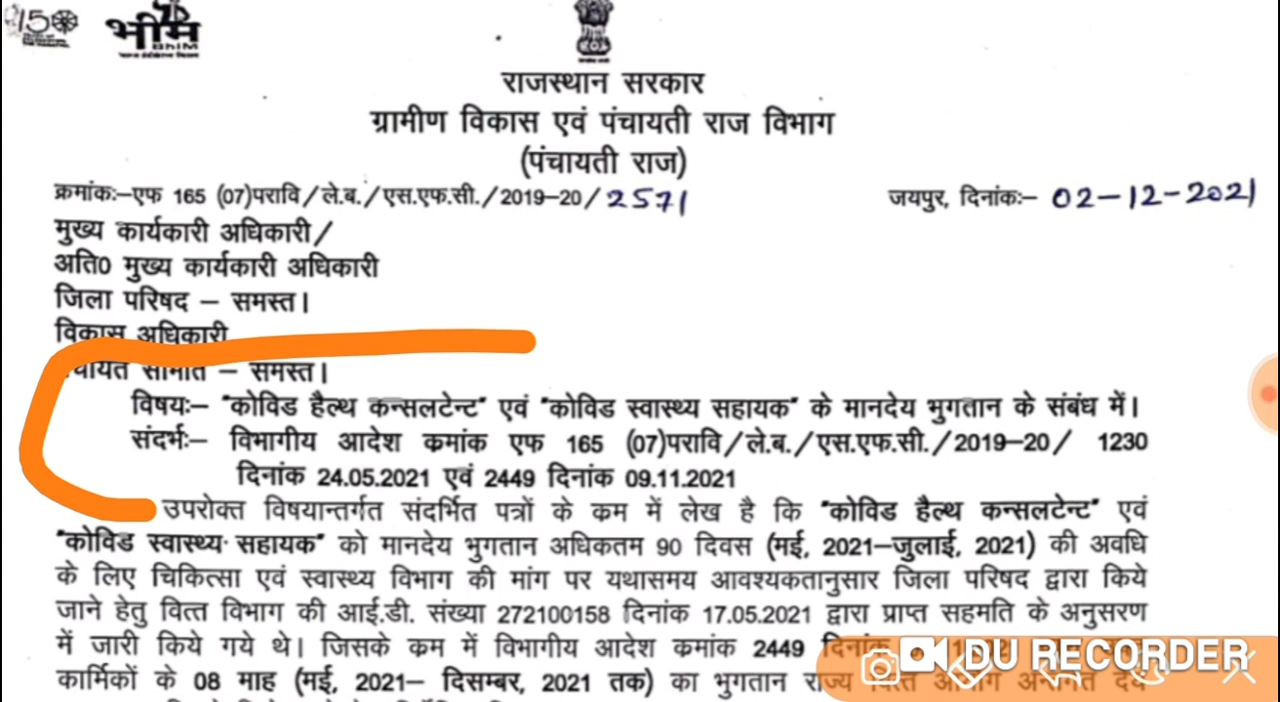 150
भीम
BHIM
राजस्थान सरकार
ग्रामीण विकास एवं पंचायती राज विभाग
(पंचायती राज)
क्रमांकः–एफ 165 (07)परावि/ले.ब./एस.एफ.सी./2019–20/2571 जयपुर, दिनांकः– 02–12–2021
मुख्य कार्यकारी अधिकारी/
अति0 मुख्य कार्यकारी अधिकारी
जिला परिषद – समस्त।
विकास अधिकारी
– समस्त।
विषयः– "कोविड हैल्थ कन्सलटेन्ट" एवं "कोविड स्वास्थ्य सहायक" के मानदेय भुगतान के संबंध में।
संदर्भः– विभागीय आदेश क्रमांक एफ 165 (07)परावि/ले.ब./एस.एफ.सी./2019–20/ 1230
दिनांक 24.05.2021 एवं 2449 दिनांक 09.11.2021
उपरोक्त विषयान्तर्गत संदर्भित पत्रों के कम में लेख है कि "कोविड हैल्थ कन्सलटेन्ट" एवं
"कोविड स्वास्थ्य सहायक" को मानदेय भुगतान अधिकतम 90 दिवस (मई, 2021–जुलाई, 2021) की अवधि
के लिए चिकित्सा एवं स्वास्थ्य विभाग की मांग पर यथासमय आवश्यकतानुसार जिला परिषद द्वारा किये
जाने हेतु वित्त विभाग की आई.डी. संख्या 272100158 दिनांक 17.05.2021 द्वारा प्राप्त सहमति के अनुसरण
में जारी किये गये थे। जिसके कम में विभागीय आदेश क्रमांक 2449 दिनांक
कार्मिकों के 08 माह (मई, 2021– दिसम्बर, 2021 तक) का भुगतान राज्य
DU RECORDER